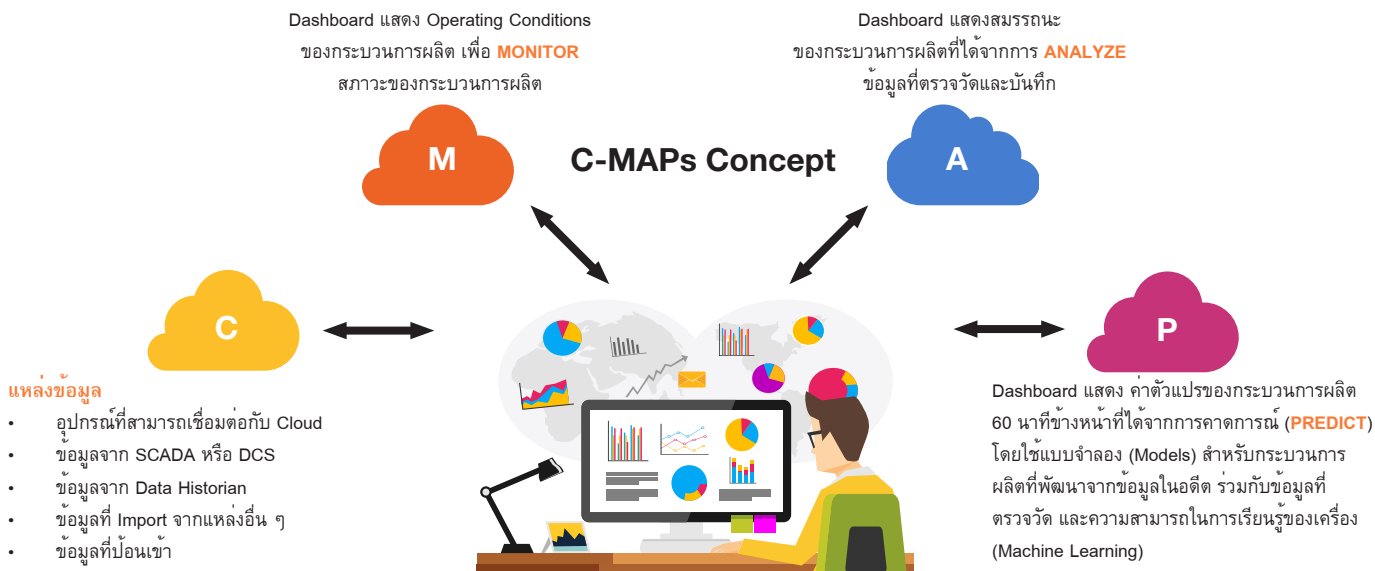 Dashboard แสดง Operating Conditions
ของกระบวนการผลิต เพื่อ MONITOR
สภาวะของกระบวนการผลิต
Dashboard แสดงสมรรถนะ
ของกระบวนการผลิตที่ได้จากการ ANALYZE
ข้อมูลที่ตรวจวัดและบันทึก
M
C-MAPs Concept
A
C
P
แหล่งข้อมูล
• อุปกรณ์ที่สามารถเชื่อมต่อกับ Cloud
• ข้อมูลจาก SCADA หรือ DCS
• ข้อมูลจาก Data Historian
• ข้อมูลที่ Import จากแหล่งอื่น ๆ
• ข้อมูลที่ป้อนเข้า
Dashboard แสดง ค่าตัวแปรของกระบวนการผลิต
60 นาทีข้างหน้าที่ได้จากการคาดการณ์ (PREDICT)
โดยใช้แบบจำลอง (Models) สำหรับกระบวนการ
ผลิตที่พัฒนาจากข้อมูลในอดีต ร่วมกับข้อมูลที่
ตรวจวัด และความสามารถในการเรียนรู้ของเครื่อง
(Machine Learning)